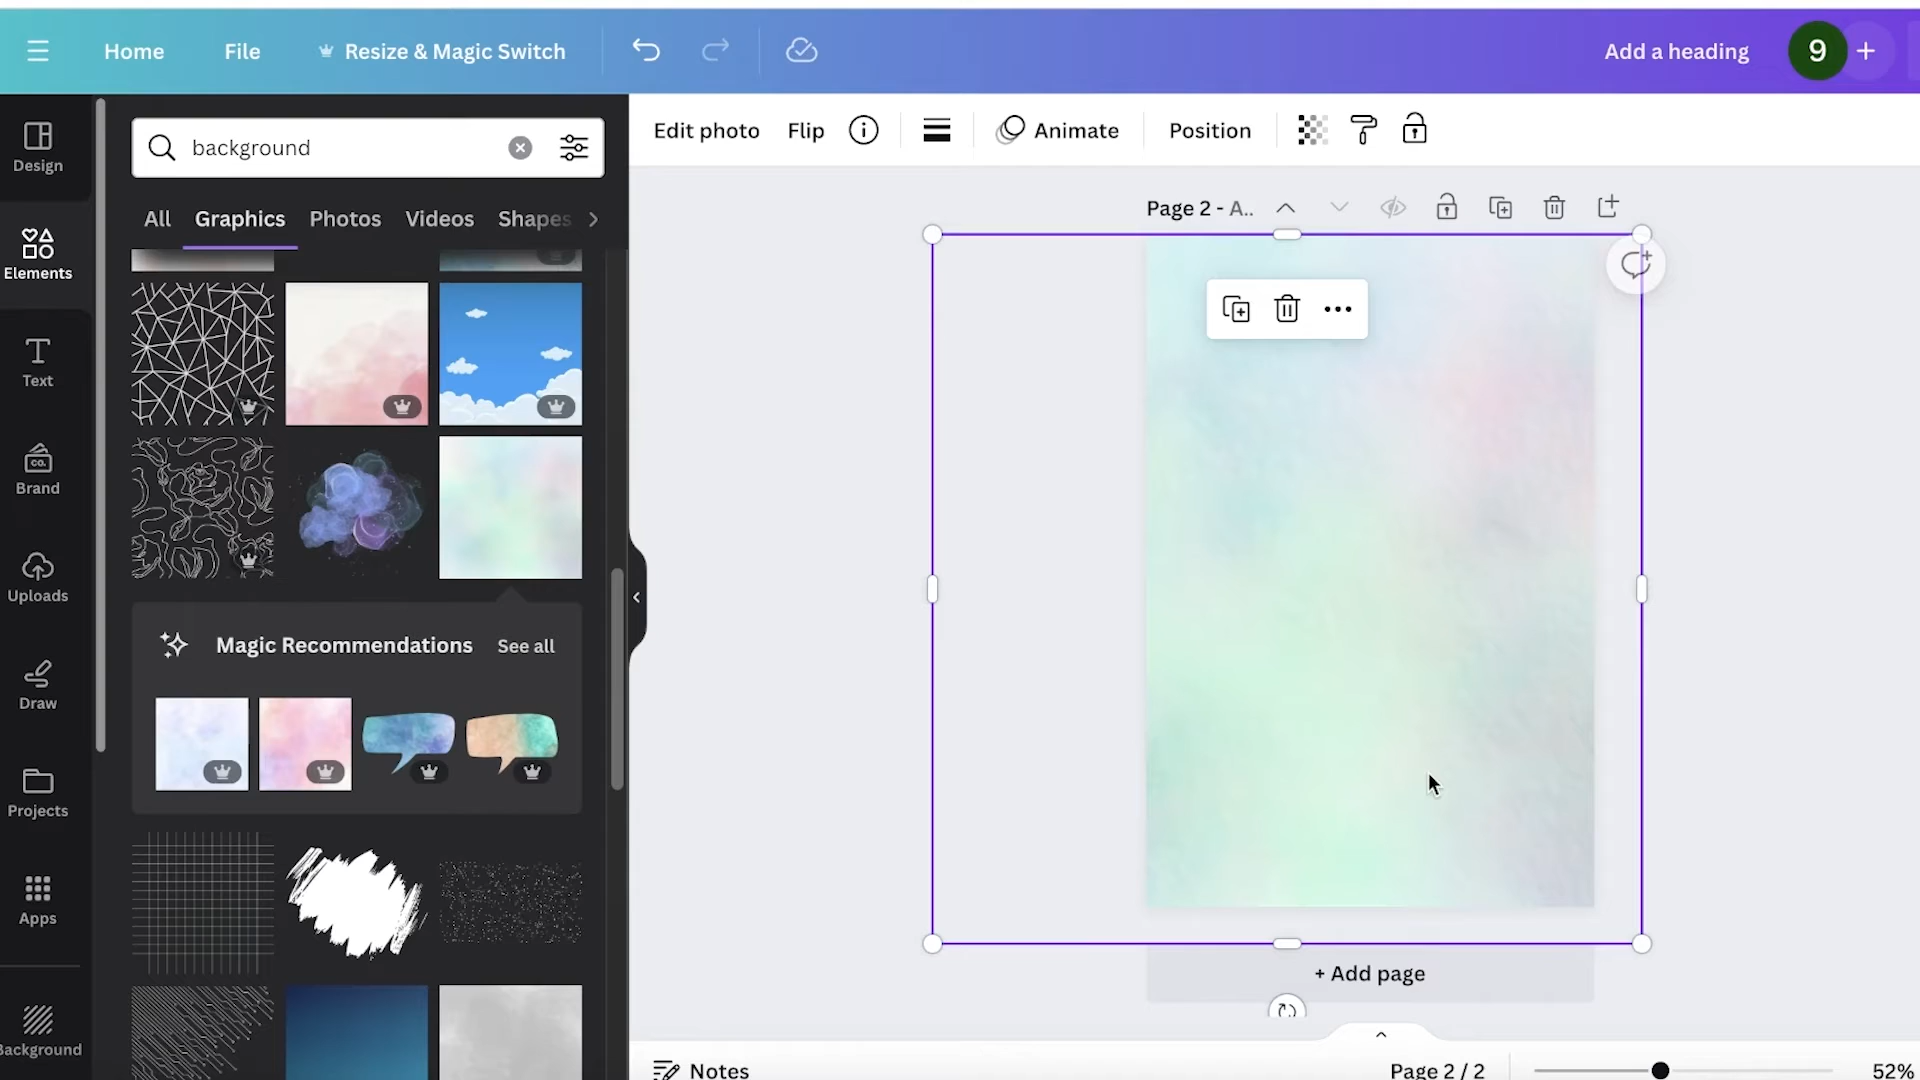 Home File Resize & Magic Switch Add a heading 9 +
Edit photo Flip Animate Position
background
All Graphics Photos Videos Shapes
Page 2 - A..
Design
Elements
Text
CO.
Brand
Uploads
Draw
Projects
Apps
Background
Magic Recommendations See all
+ Add page
Notes Page 2 / 2 52%